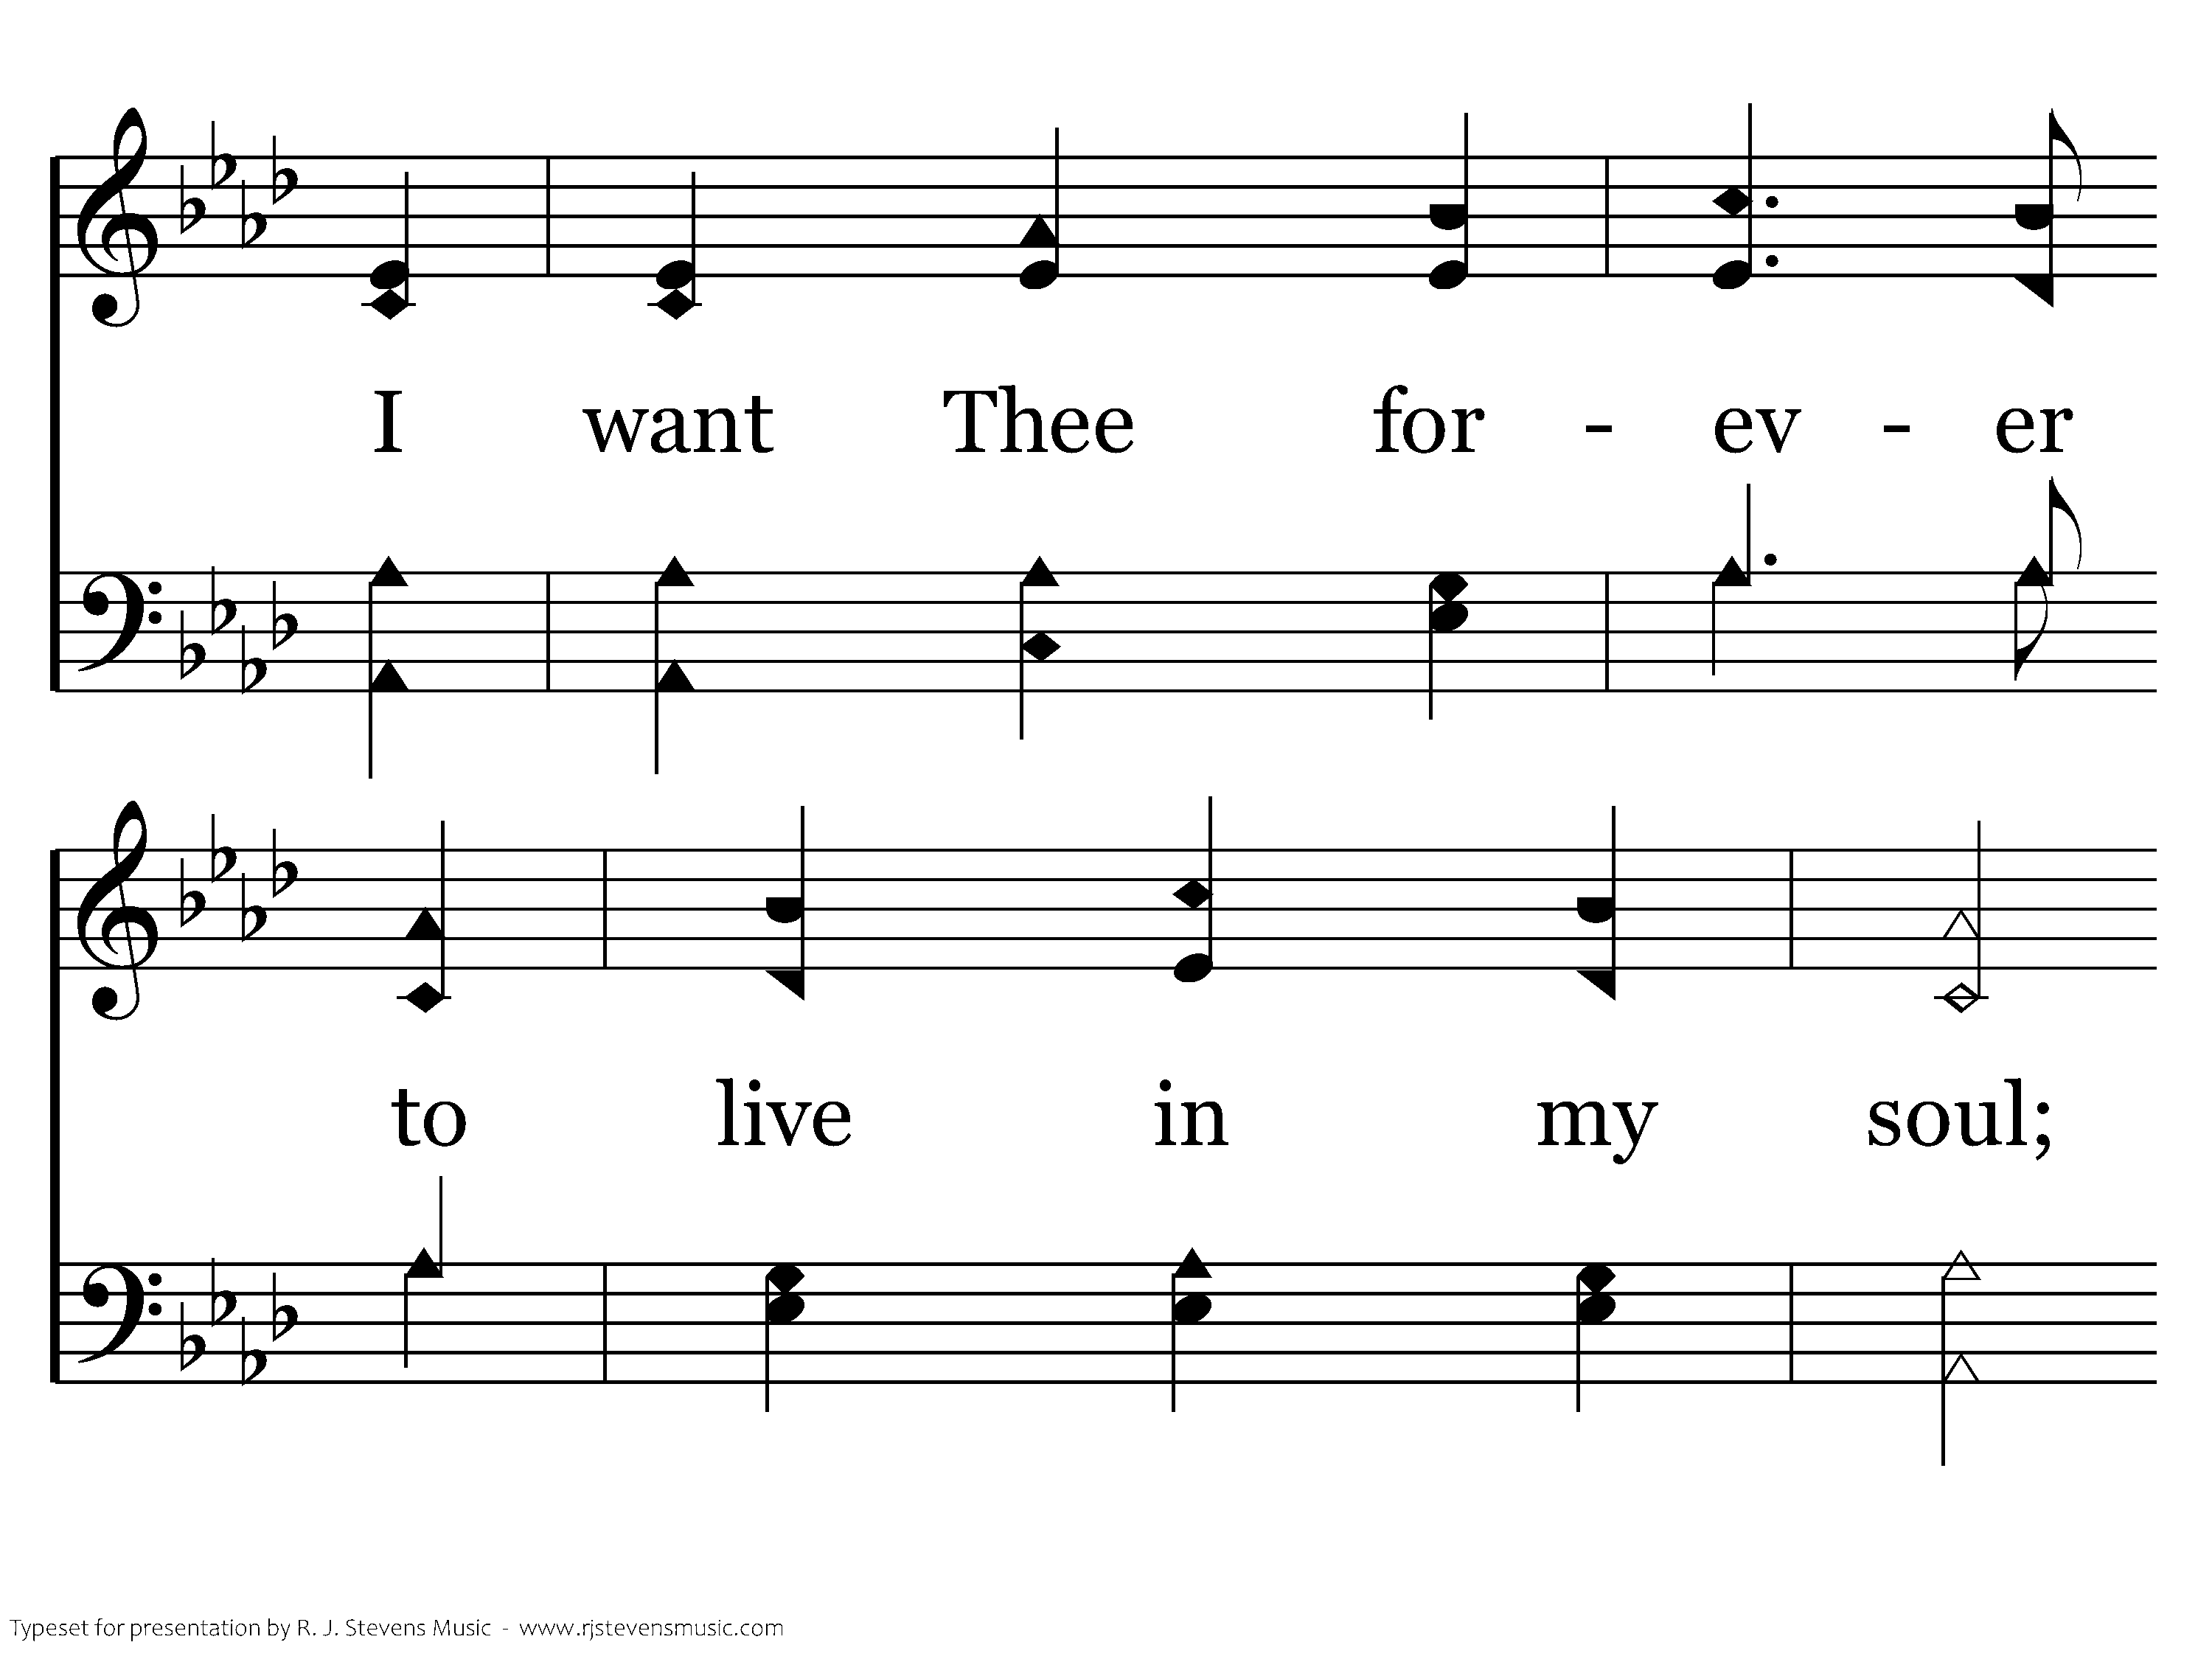 I want Thee for - ev - er
to live in my soul;
Typeset for presentation by R. J. Stevens Music - www.rjstevensmusic.com